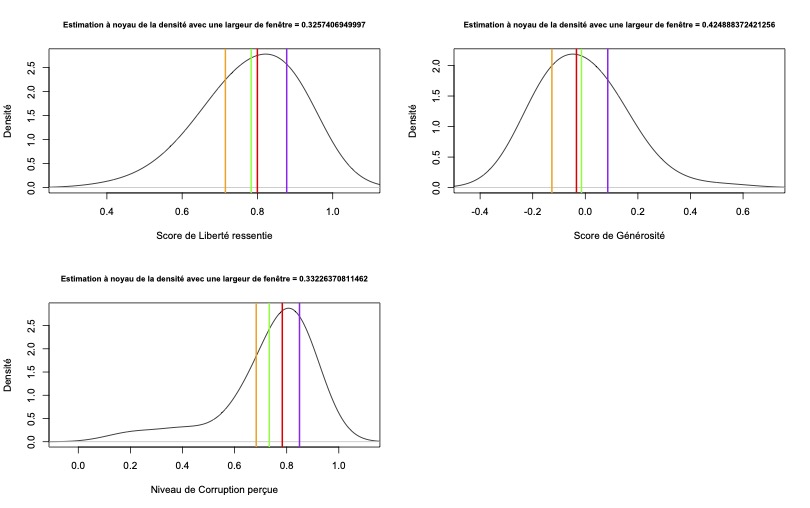 Estimation à noyau de la densité avec une largeur de fenêtre = 0.3257406949997
Densité
0.0 0.5 1.0 1.5 2.0 2.5
0.4 0.6 0.8 1.0
Score de Liberté ressentie
Estimation à noyau de la densité avec une largeur de fenêtre = 0.424888372421256
Densité
0.0 0.5 1.0 1.5 2.0
-0.4 -0.2 0.0 0.2 0.4 0.6
Score de Générosité
Estimation à noyau de la densité avec une largeur de fenêtre = 0.33226370811462
Densité
0.0 0.5 1.0 1.5 2.0 2.5
0.0 0.2 0.4 0.6 0.8 1.0
Niveau de Corruption perçue